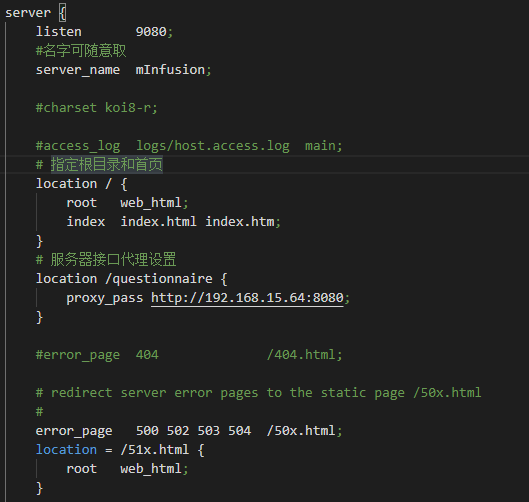 server {
    listen       9080;
    #名字可随意取
    server_name  mInfusion;

    #charset koi8-r;

    #access_log  logs/host.access.log  main;
    # 指定根目录和首页
    location / {
        root   web_html;
        index  index.html index.htm;
    }
    # 服务器接口代理设置
    location /questionnaire {
        proxy_pass http://192.168.15.64:8080;
    }

    #error_page  404              /404.html;

    # redirect server error pages to the static page /50x.html
    #
    error_page   500 502 503 504  /50x.html;
    location = /51x.html {
        root   web_html;
    }